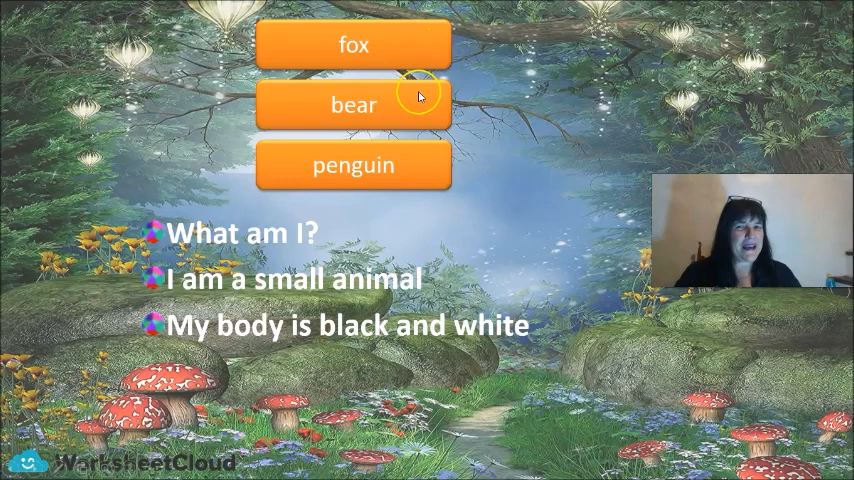 fox
bear
penguin
What am I?
I am a small animal
My body is black and white
WorksheetCloud